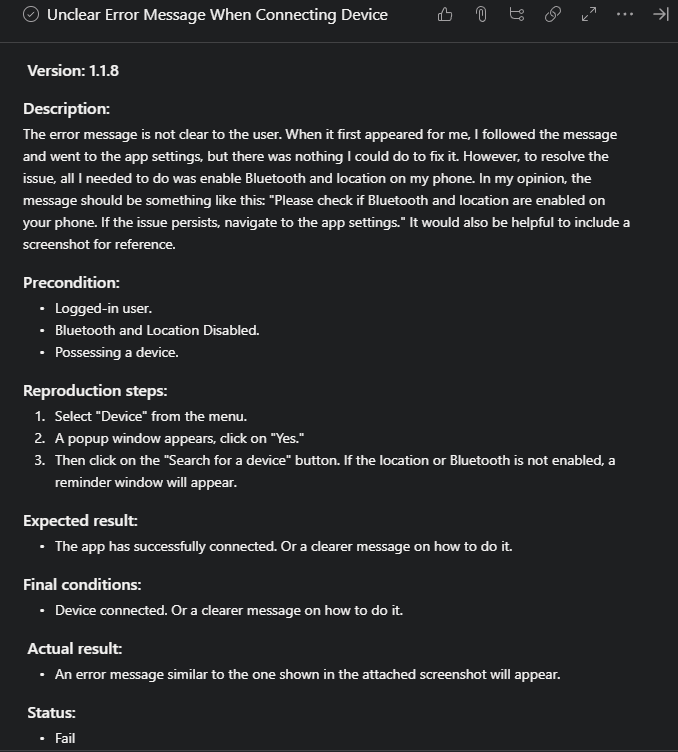 Unclear Error Message When Connecting Device
Version: 1.1.8
Description:
The error message is not clear to the user. When it first appeared for me, I followed the message
and went to the app settings, but there was nothing I could do to fix it. However, to resolve the
issue, all I needed to do was enable Bluetooth and location on my phone. In my opinion, the
message should be something like this: "Please check if Bluetooth and location are enabled on
your phone. If the issue persists, navigate to the app settings." It would also be helpful to include a
screenshot for reference.
Precondition:
• Logged-in user.
• Bluetooth and Location Disabled.
• Possessing a device.
Reproduction steps:
1. Select "Device" from the menu.
2. A popup window appears, click on "Yes."
3. Then click on the "Search for a device" button. If the location or Bluetooth is not enabled, a
reminder window will appear.
Expected result:
• The app has successfully connected. Or a clearer message on how to do it.
Final conditions:
• Device connected. Or a clearer message on how to do it.
Actual result:
• An error message similar to the one shown in the attached screenshot will appear.
Status:
• Fail